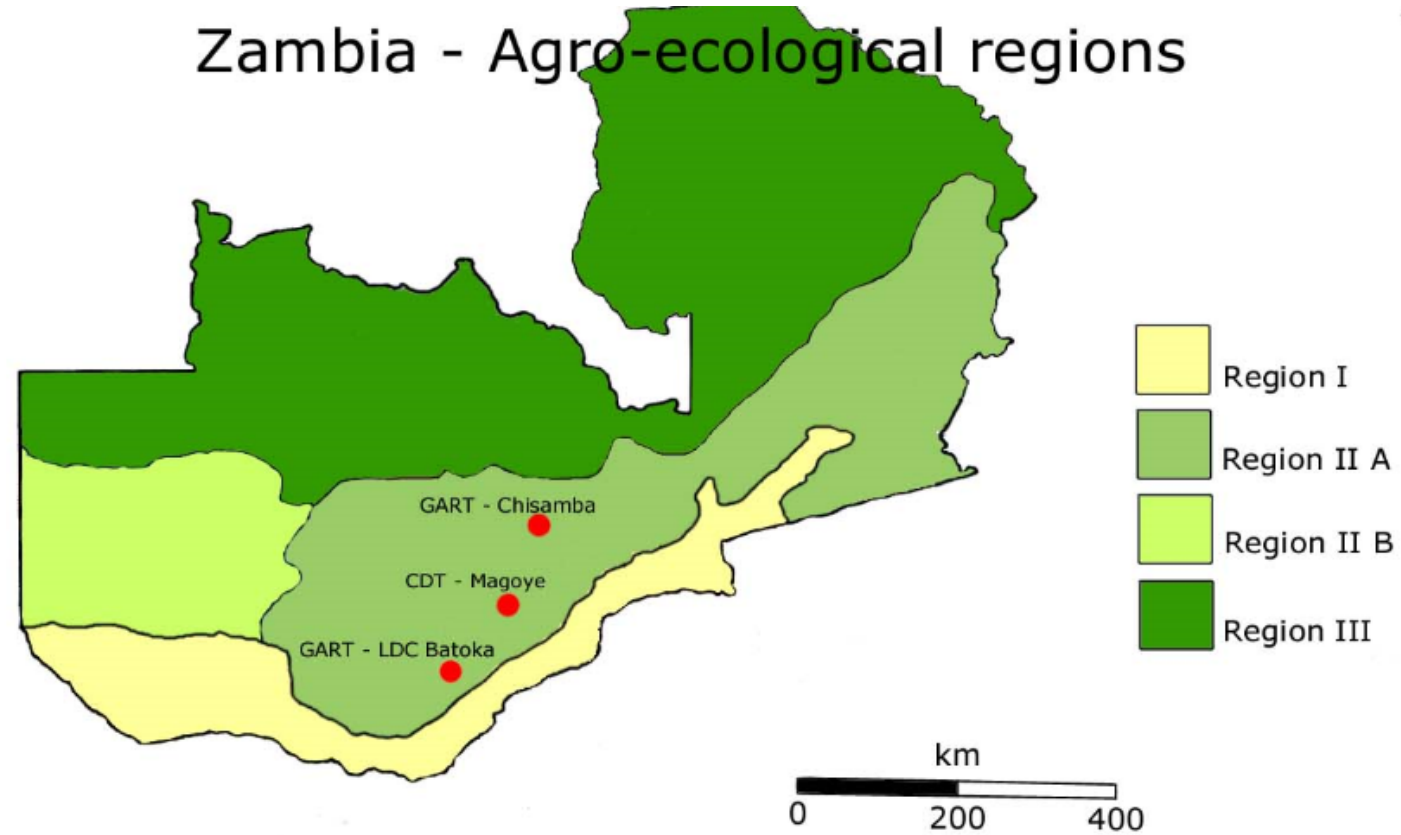 Zambia - Agro-ecological regions
Region I
Region II A
GART - Chisamba
Region II B
CDT - Magoye
Region III
GART - LDC Batoka
km
0 200 400